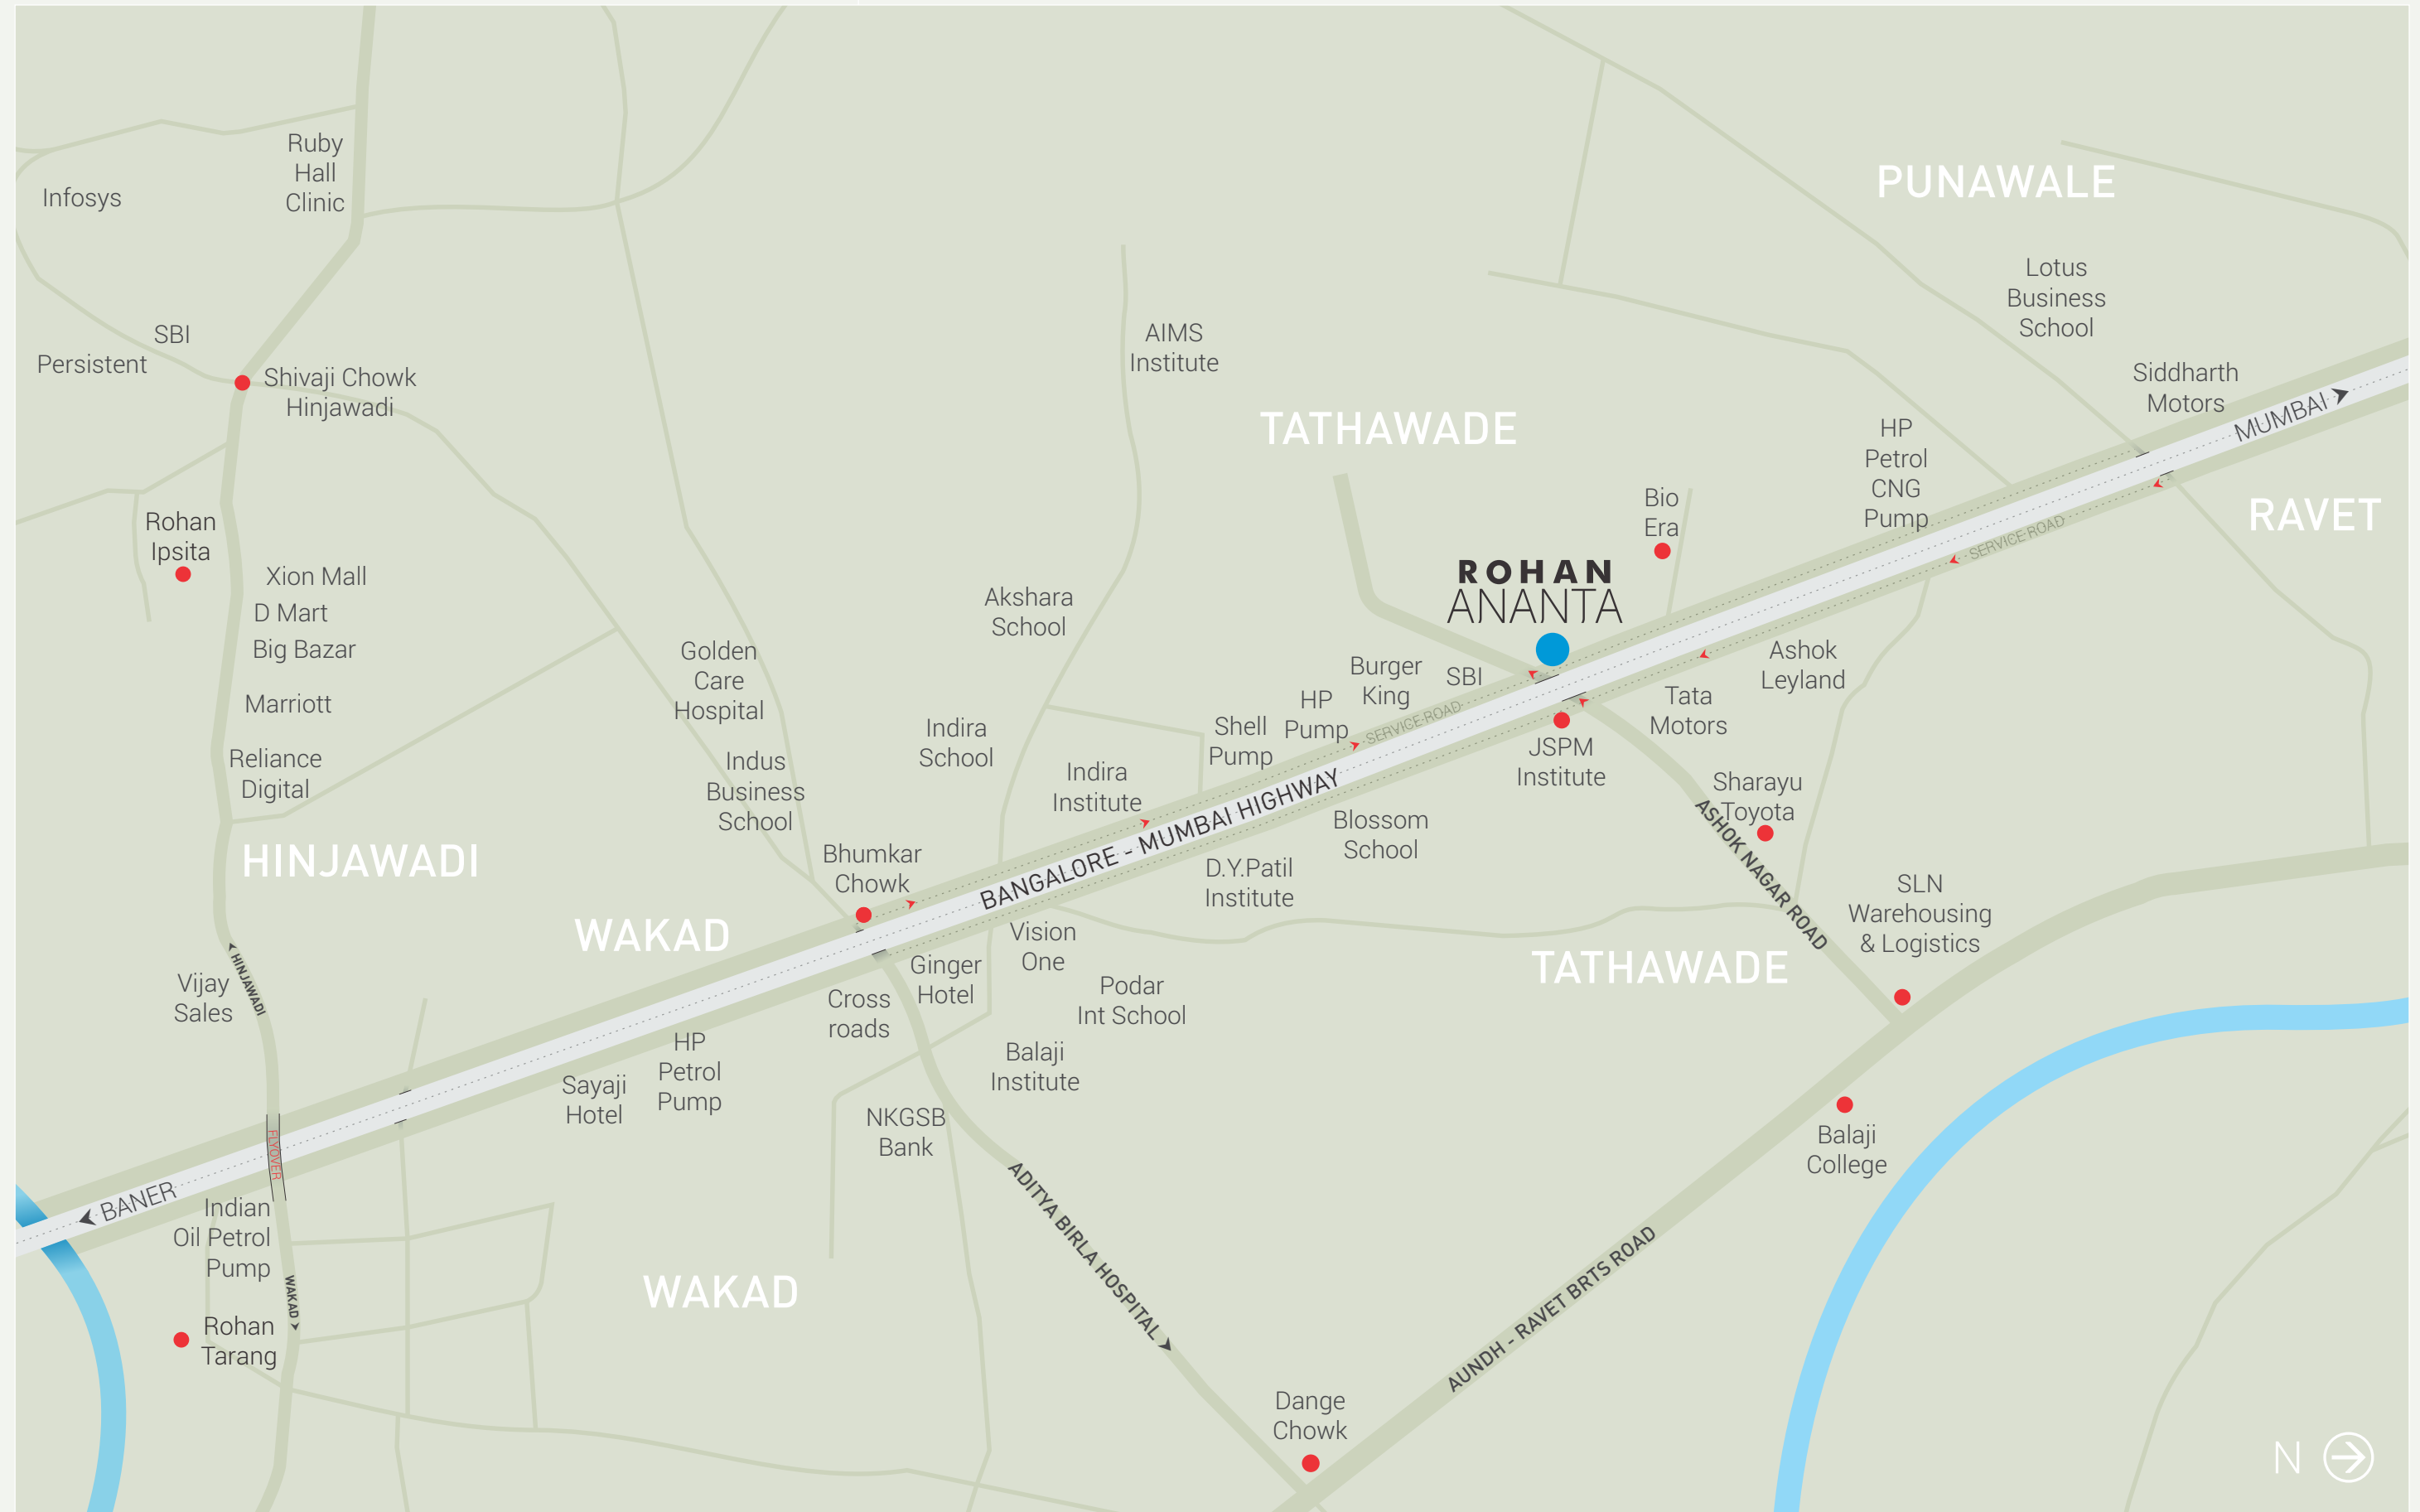 Ruby
Hall
Clinic
Infosys
PUNAWALE
Lotus
Business
School
SBI
Persistent
Shivaji Chowk
Hinjawadi
AIMS
Institute
TATHAWADE
Siddharth
Motors
MUMBAI
HP
Petrol
CNG
Pump
RAVET
SERVICE ROAD
Bio
Era
ROHAN
ANANTA
Rohan
Ipsita
Xion Mall
D Mart
Big Bazar
Marriott
Reliance
Digital
Akshara
School
Golden
Care
Hospital
Indira
School
Indus
Business
School
Indira
Institute
Shell
Pump
HP
Pump
Burger
King
SBI
SERVICE ROAD
Ashok
Leyland
Tata
Motors
JSPM
Institute
Sharayu
Toyota
ASHOK NAGAR ROAD
BANGALORE - MUMBAI HIGHWAY
Blossom
School
D.Y.Patil
Institute
HINJAWADI
Bhumkar
Chowk
WAKAD
SLN
Warehousing
& Logistics
TATHAWADE
Vision
One
Ginger
Hotel
Podar
Int School
Cross
roads
Balaji
Institute
HINJAWADI
Vijay
Sales
HP
Petrol
Pump
Sayaji
Hotel
NKGSB
Bank
FLYOVER
BANER
Indian
Oil Petrol
Pump
WAKAD
WAKAD
Rohan
Tarang
ADITYA BIRLA HOSPITAL
Balaji
College
AUNDH - RAVET BRTS ROAD
Dange
Chowk
N